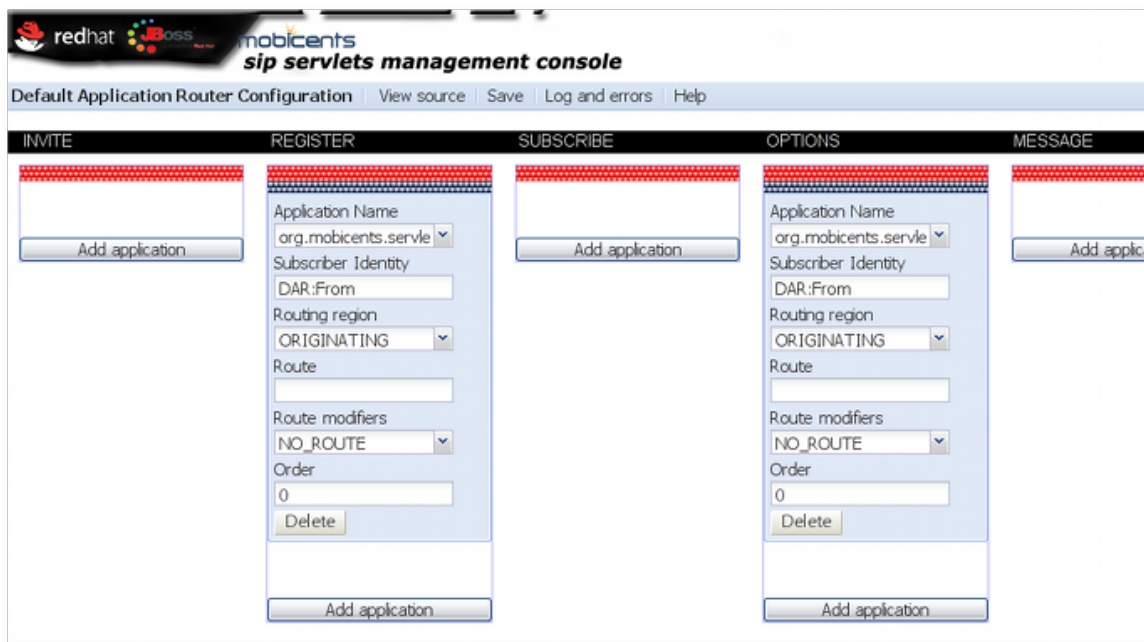 redhat JBoss mobicents
sip servlets management console
Default Application Router Configuration View source Save Log and errors Help
INVITE REGISTER SUBSCRIBE OPTIONS MESSAGE
Application Name Application Name
Add application org.mobicents.servle Add application org.mobicents.servle Add applic
Subscriber Identity Subscriber Identity
DAR:From DAR:From
Routing region Routing region
ORIGINATING ORIGINATING
Route Route
Route modifiers Route modifiers
NO_ROUTE NO_ROUTE
Order Order
0 0
Delete Delete
Add application Add application